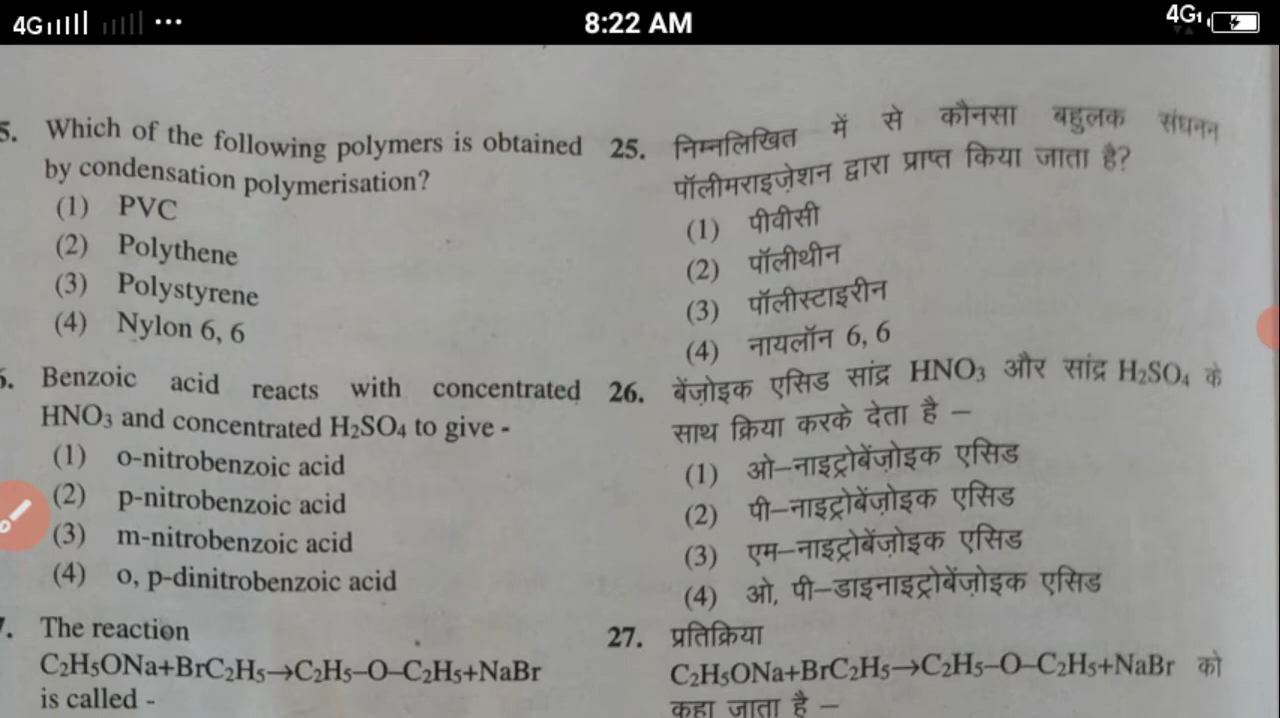 4G
8:22 AM
4G1
5. Which of the following polymers is obtained
by condensation polymerisation?
(1) PVC
(2) Polythene
(3) Polystyrene
(4) Nylon 6, 6
6. Benzoic acid reacts with concentrated
HNO3 and concentrated H2SO4 to give -
(1) o-nitrobenzoic acid
(2) p-nitrobenzoic acid
(3) m-nitrobenzoic acid
(4) o, p-dinitrobenzoic acid
7. The reaction
C2H5ONa+BrC2H5→C2H5–O–C2H5+NaBr
is called -
25. निम्नलिखित में से कौनसा बहुलक संघनन
पॉलीमराइज़ेशन द्वारा प्राप्त किया जाता है?
(1) पीवीसी
(2) पॉलीथीन
(3) पॉलीस्टाइरीन
(4) नायलॉन 6, 6
26. बेंज़ोइक एसिड सांद्र HNO3 और सांद्र H2SO4 के
साथ क्रिया करके देता है –
(1) ओ–नाइट्रोबेंज़ोइक एसिड
(2) पी–नाइट्रोबेंज़ोइक एसिड
(3) एम–नाइट्रोबेंज़ोइक एसिड
(4) ओ, पी–डाइनाइट्रोबेंज़ोइक एसिड
27. प्रतिक्रिया
C2H5ONa+BrC2H5→C2H5–O–C2H5+NaBr को
कहा जाता है –